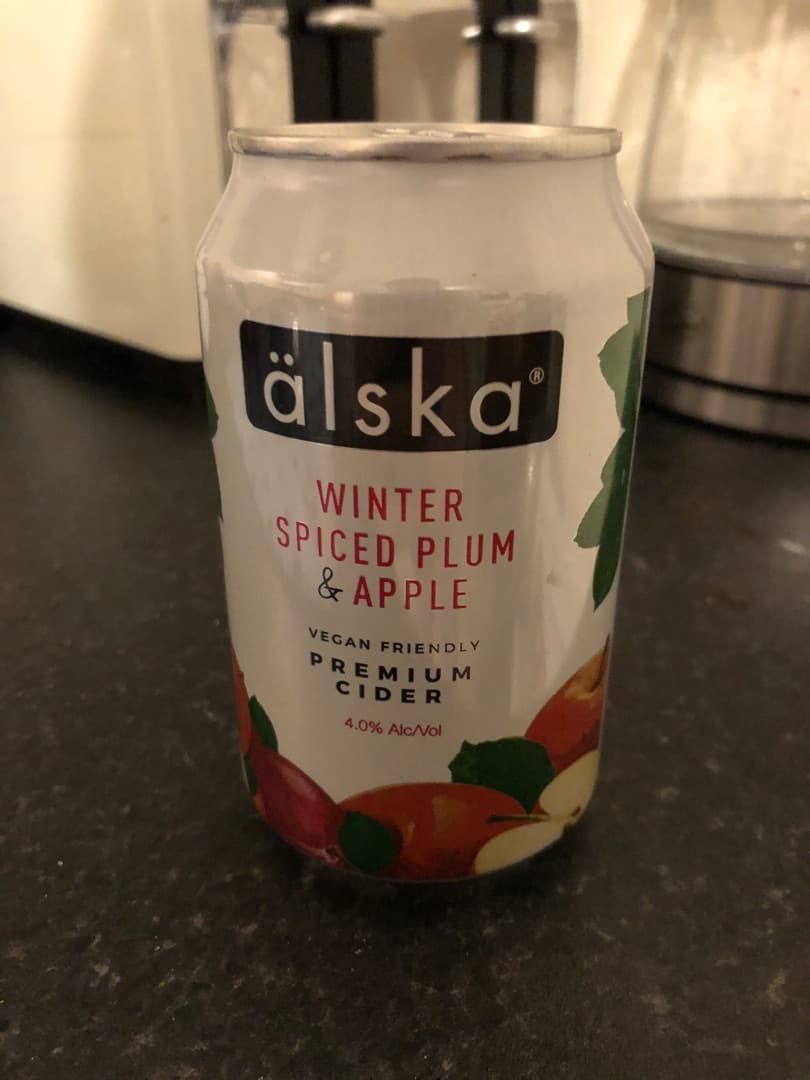 älska®
WINTER
SPICED PLUM
& APPLE
VEGAN FRIENDLY
PREMIUM
CIDER
4.0% Alc/Vol